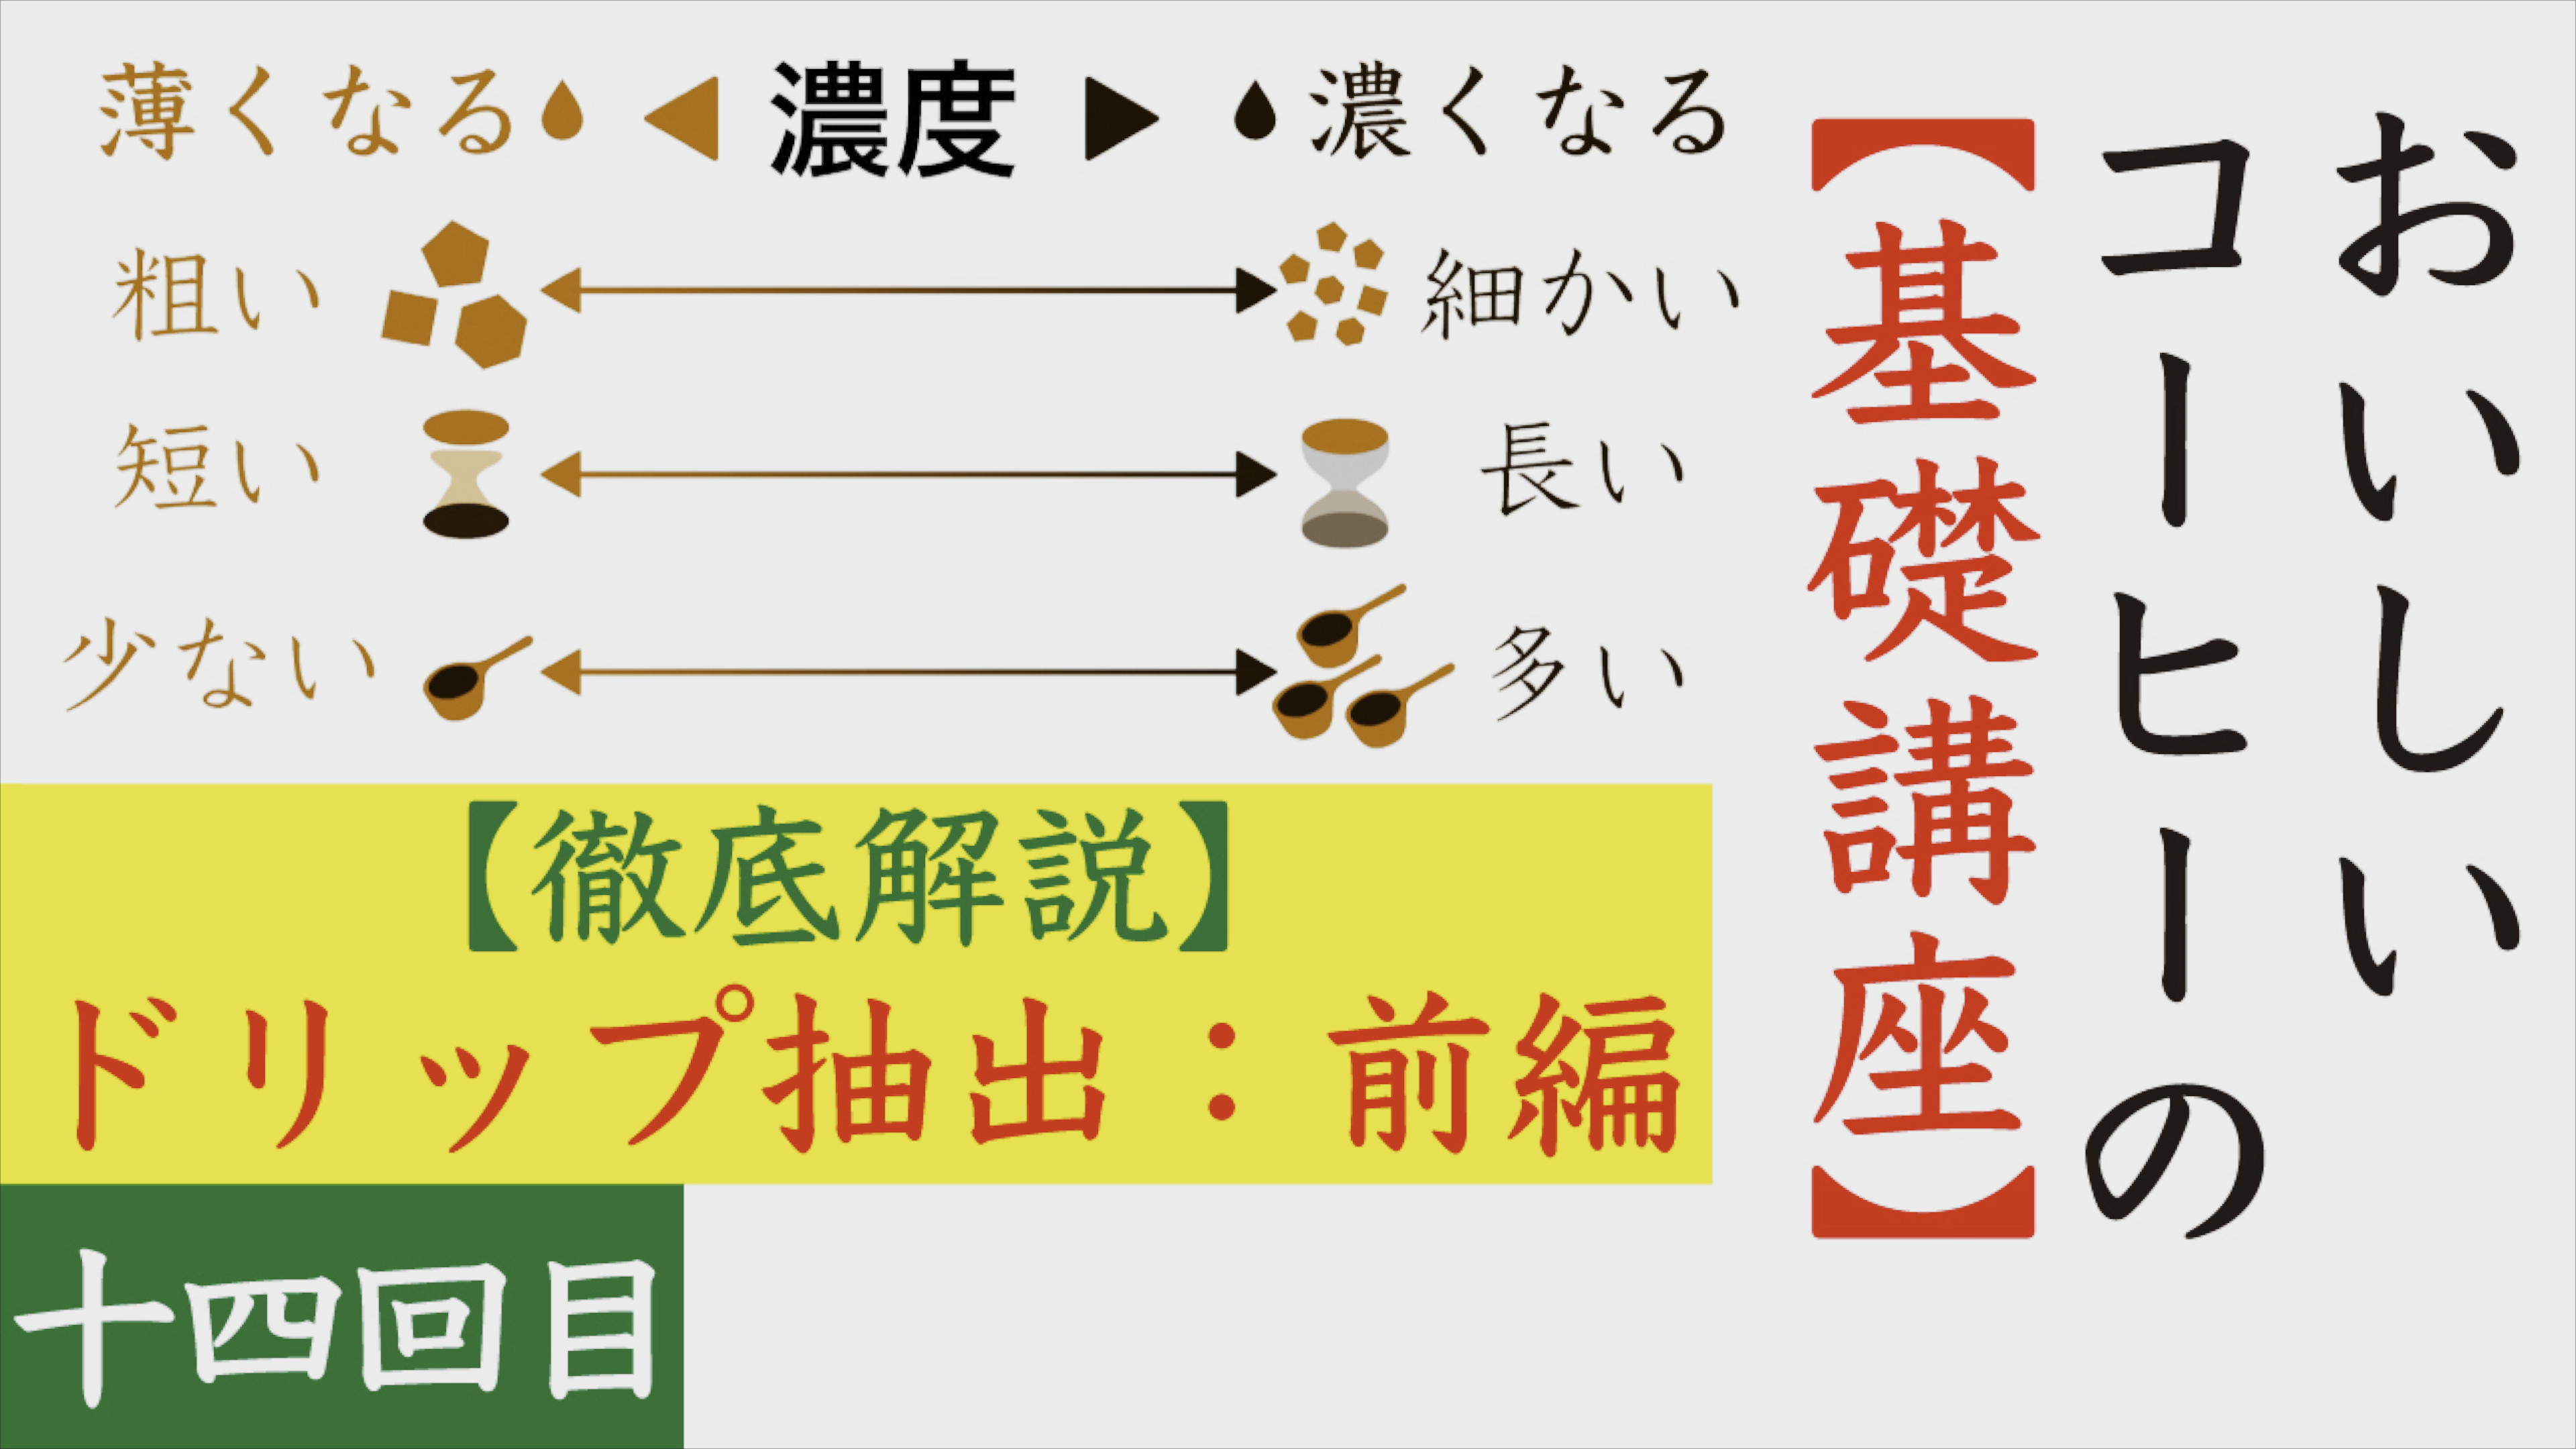 おいしい
コーヒーの
【基礎講座】
薄くなる 濃度 濃くなる
粗い 細かい
短い 長い
少ない 多い
【徹底解説】
ドリップ抽出：前編
十四回目